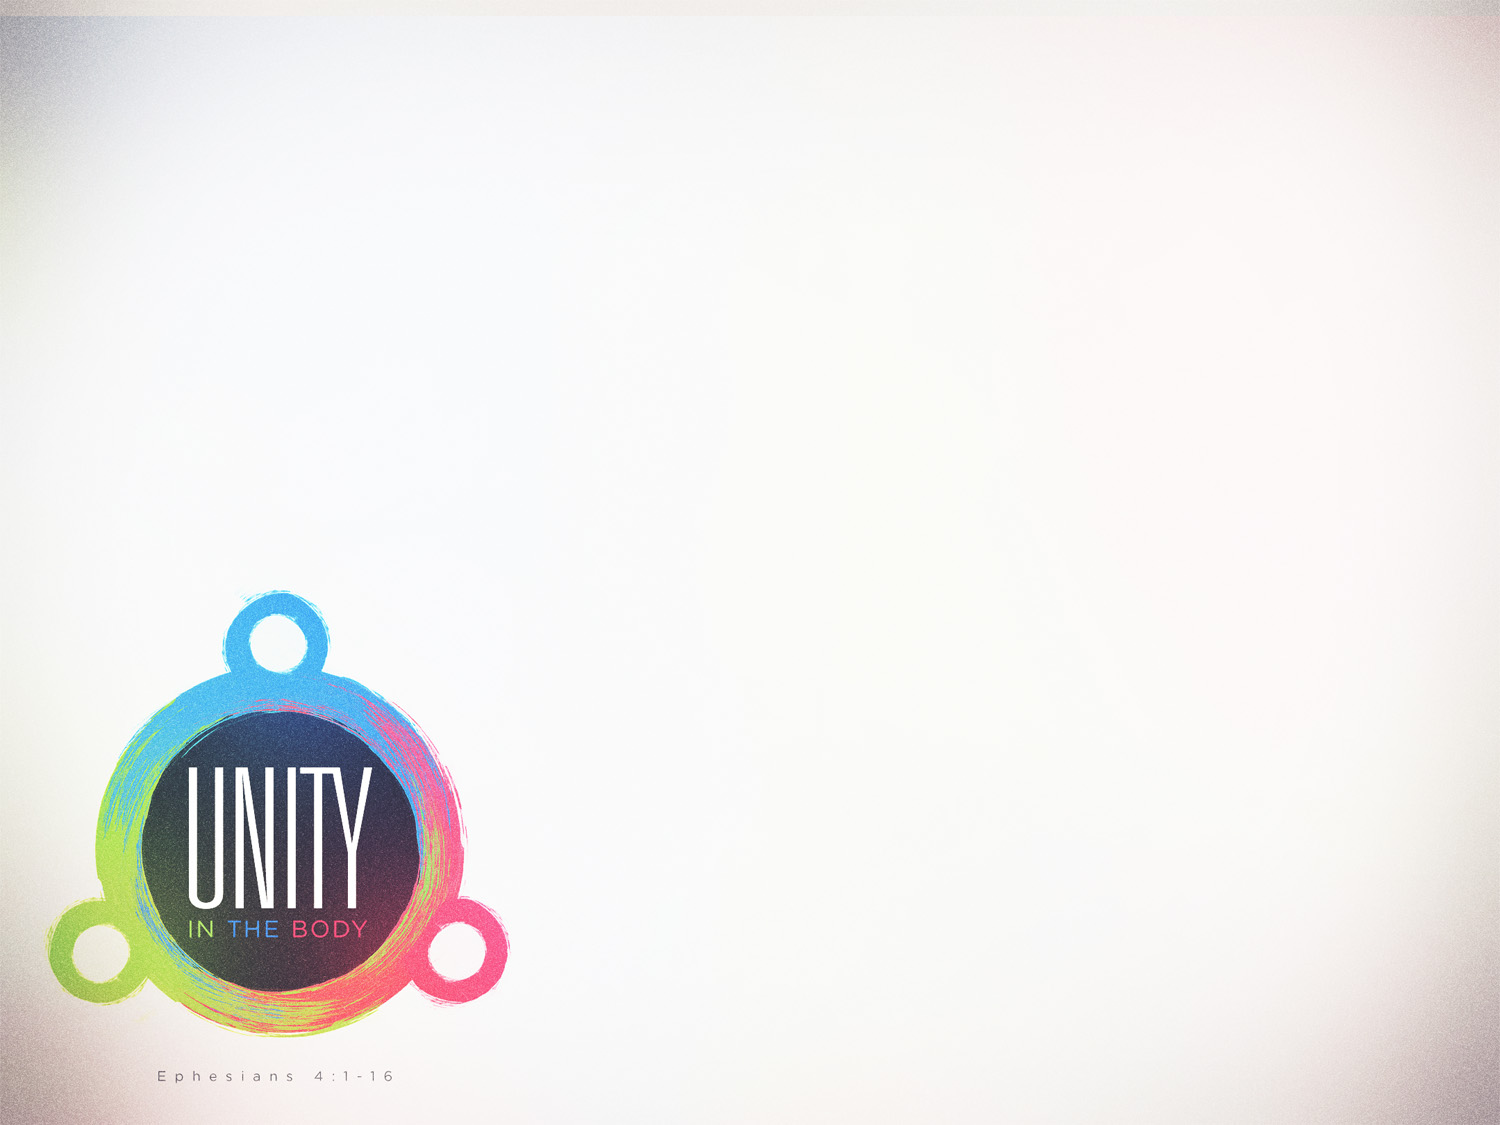 UNITY
IN THE BODY
Ephesians 4:1-16